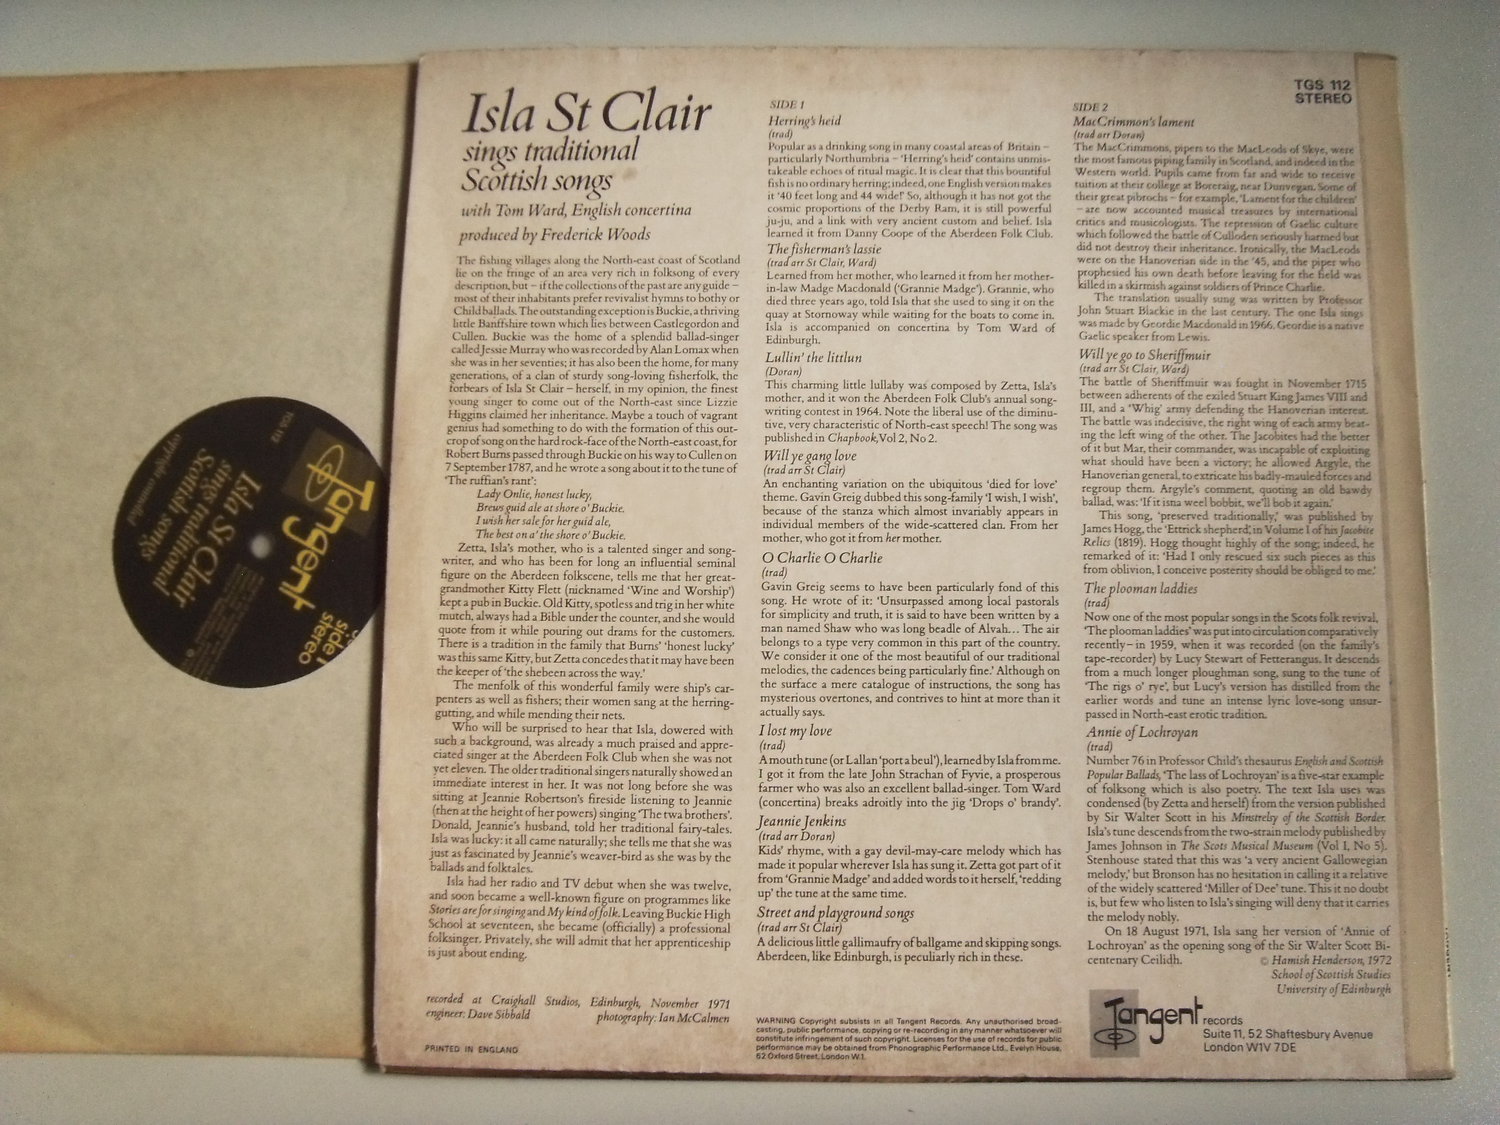 Isla St Clair
sings traditional
Scottish songs
with Tom Ward, English concertina
produced by Frederick Woods
The fishing villages along the North-east coast of Scotland
lie on the fringe of an area very rich in folksong of every
description, but – if the collections of the past are any guide –
most of their inhabitants prefer revivalist hymns to bothy or
Child ballads. The outstanding exception is Buckie, a thriving
little Banffshire town which lies between Castlegordon and
Cullen. Buckie was the home of a splendid ballad-singer
called Jessie Murray who was recorded by Alan Lomax when
she was in her seventies; it has also been the home, for many
generations, of a clan of sturdy song-loving fisherfolk, the
forbears of Isla St Clair – herself, in my opinion, the finest
young singer to come out of the North-east since Lizzie
Higgins claimed her inheritance. Maybe a touch of vagrant
genius had something to do with the formation of this out-
crop of song on the hard rock-face of the North-east coast, for
Robert Burns passed through Buckie on his way to Cullen on
7 September 1787, and he wrote a song about it to the tune of
'The ruffian's rant':
Lady Onlie, honest lucky,
Brews guid ale at shore o' Buckie.
I wish her sale for her guid ale,
The best on a' the shore o' Buckie.
Zetta, Isla's mother, who is a talented singer and song-
writer, and who has been for long an influential seminal
figure on the Aberdeen folkscene, tells me that her great-
grandmother Kitty Flett (nicknamed 'Wine and Worship')
kept a pub in Buckie. Old Kitty, spotless and trig in her white
mutch, always had a Bible under the counter, and she would
quote from it while pouring out drams for the customers.
There is a tradition in the family that Burns' 'honest lucky'
was this same Kitty, but Zetta concedes that it may have been
the keeper of 'the shebeen across the way.'
The menfolk of this wonderful family were ship's car-
penters as well as fishers; their women sang at the herring-
gutting, and while mending their nets.
Who will be surprised to hear that Isla, dowered with
such a background, was already a much praised and appre-
ciated singer at the Aberdeen Folk Club when she was not
yet eleven. The older traditional singers naturally showed an
immediate interest in her. It was not long before she was
sitting at Jeannie Robertson's fireside listening to Jeannie
(then at the height of her powers) singing 'The twa brothers'.
Donald, Jeannie's husband, told her traditional fairy-tales.
Isla was lucky: it all came naturally; she tells me that she was
just as fascinated by Jeannie's weaver-bird as she was by the
ballads and folktales.
Isla had her radio and TV debut when she was twelve,
and soon became a well-known figure on programmes like
Stories are for singing and My kind of folk. Leaving Buckie High
School at seventeen, she became (officially) a professional
folksinger. Privately, she will admit that her apprenticeship
is just about ending.
recorded at Craighall Studios, Edinburgh, November 1971
engineer: Dave Sibbald photography: Ian McCalmen
PRINTED IN ENGLAND
SIDE 1
Herring's heid
(trad)
Popular as a drinking song in many coastal areas of Britain –
particularly Northumbria – 'Herring's heid' contains unmis-
takeable echoes of ritual magic. It is clear that this bountiful
fish is no ordinary herring; indeed, one English version makes
it '40 feet long and 44 wide!' So, although it has not got the
cosmic proportions of the Derby Ram, it is still powerful
ju-ju, and a link with very ancient custom and belief. Isla
learned it from Danny Coope of the Aberdeen Folk Club.
The fisherman's lassie
(trad arr St Clair, Ward)
Learned from her mother, who learned it from her mother-
in-law Madge Macdonald ('Grannie Madge'). Grannie, who
died three years ago, told Isla that she used to sing it on the
quay at Stornoway while waiting for the boats to come in.
Isla is accompanied on concertina by Tom Ward of
Edinburgh.
Lullin' the littlun
(Doran)
This charming little lullaby was composed by Zetta, Isla's
mother, and it won the Aberdeen Folk Club's annual song-
writing contest in 1964. Note the liberal use of the diminu-
tive, very characteristic of North-east speech! The song was
published in Chapbook, Vol 2, No 2.
Will ye gang love
(trad arr St Clair)
An enchanting variation on the ubiquitous 'died for love'
theme. Gavin Greig dubbed this song-family 'I wish, I wish',
because of the stanza which almost invariably appears in
individual members of the wide-scattered clan. From her
mother, who got it from her mother.
O Charlie O Charlie
(trad)
Gavin Greig seems to have been particularly fond of this
song. He wrote of it: 'Unsurpassed among local pastorals
for simplicity and truth, it is said to have been written by a
man named Shaw who was long beadle of Alvah... The air
belongs to a type very common in this part of the country.
We consider it one of the most beautiful of our traditional
melodies, the cadences being particularly fine.' Although on
the surface a mere catalogue of instructions, the song has
mysterious overtones, and contrives to hint at more than it
actually says.
I lost my love
(trad)
A mouth tune (or Lallan 'port a beul'), learned by Isla from me.
I got it from the late John Strachan of Fyvie, a prosperous
farmer who was also an excellent ballad-singer. Tom Ward
(concertina) breaks adroitly into the jig 'Drops o' brandy'.
Jeannie Jenkins
(trad arr Doran)
Kids' rhyme, with a gay devil-may-care melody which has
made it popular wherever Isla has sung it. Zetta got part of it
from 'Grannie Madge' and added words to it herself, 'redding
up' the tune at the same time.
Street and playground songs
(trad arr St Clair)
A delicious little gallimaufry of ballgame and skipping songs.
Aberdeen, like Edinburgh, is peculiarly rich in these.
WARNING Copyright subsists in all Tangent Records. Any unauthorised broad-
casting, public performance, copying or re-recording in any manner whatsoever will
constitute infringement of such copyright. Licenses for the use of records for public
performance may be obtained from Phonographic Performance Ltd., Evelyn House,
62 Oxford Street, London W.1.
TGS 112
STEREO
SIDE 2
MacCrimmon's lament
(trad arr Doran)
The MacCrimmons, pipers to the MacLeods of Skye, were
the most famous piping family in Scotland, and indeed in the
Western world. Pupils came from far and wide to receive
tuition at their college at Boreraig, near Dunvegan. Some of
their great pibrochs – for example, 'Lament for the children'
– are now accounted musical treasures by international
critics and musicologists. The repression of Gaelic culture
which followed the battle of Culloden seriously harmed but
did not destroy their inheritance. Ironically, the MacLeods
were on the Hanoverian side in the '45, and the piper who
prophesied his own death before leaving for the field was
killed in a skirmish against soldiers of Prince Charlie.
The translation usually sung was written by Professor
John Stuart Blackie in the last century. The one Isla sings
was made by Geordie Macdonald in 1966. Geordie is a native
Gaelic speaker from Lewis.
Will ye go to Sheriffmuir
(trad arr St Clair, Ward)
The battle of Sheriffmuir was fought in November 1715
between adherents of the exiled Stuart King James VIII and
III, and a 'Whig' army defending the Hanoverian interest.
The battle was indecisive, the right wing of each army beat-
ing the left wing of the other. The Jacobites had the better
of it but Mar, their commander, was incapable of exploiting
what should have been a victory; he allowed Argyle, the
Hanoverian general, to extricate his badly-mauled forces and
regroup them. Argyle's comment, quoting an old bawdy
ballad, was: 'If it isna weel bobbit, we'll bob it again.'
This song, 'preserved traditionally,' was published by
James Hogg, the 'Ettrick shepherd', in Volume I of his Jacobite
Relics (1819). Hogg thought highly of the song; indeed, he
remarked of it: 'Had I only rescued six such pieces as this
from oblivion, I conceive posterity should be obliged to me.'
The plooman laddies
(trad)
Now one of the most popular songs in the Scots folk revival,
'The plooman laddies' was put into circulation comparatively
recently – in 1959, when it was recorded (on the family's
tape-recorder) by Lucy Stewart of Fetterangus. It descends
from a much longer ploughman song, sung to the tune of
'The rigs o' rye', but Lucy's version has distilled from the
earlier words and tune an intense lyric love-song unsur-
passed in North-east erotic tradition.
Annie of Lochroyan
(trad)
Number 76 in Professor Child's thesaurus English and Scottish
Popular Ballads, 'The lass of Lochroyan' is a five-star example
of folksong which is also poetry. The text Isla uses was
condensed (by Zetta and herself) from the version published
by Sir Walter Scott in his Minstrelsy of the Scottish Border.
Isla's tune descends from the two-strain melody published by
James Johnson in The Scots Musical Museum (Vol I, No 5).
Stenhouse stated that this was 'a very ancient Gallowegian
melody,' but Bronson has no hesitation in calling it a relative
of the widely scattered 'Miller of Dee' tune. This it no doubt
is, but few who listen to Isla's singing will deny that it carries
the melody nobly.
On 18 August 1971, Isla sang her version of 'Annie of
Lochroyan' as the opening song of the Sir Walter Scott Bi-
centenary Ceilidh. © Hamish Henderson, 1972
School of Scottish Studies
University of Edinburgh
Tangent records
Suite 11, 52 Shaftesbury Avenue
London W1V 7DE
Tangent
side 1
stereo
TGS 112
Isla St Clair
sings traditional
Scottish songs
copyright controlled